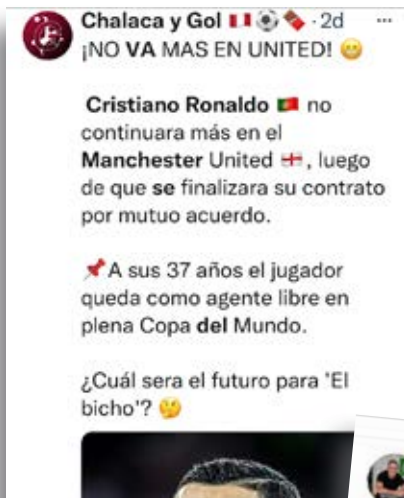 Chalaca y Gol 🇵🇪⚽🍫 · 2d ···
¡NO VA MAS EN UNITED! 😬
Cristiano Ronaldo 🇵🇹 no
continuara más en el
Manchester United 🏴󠁧󠁢󠁥󠁮󠁧󠁿, luego
de que se finalizara su contrato
por mutuo acuerdo.
📌A sus 37 años el jugador
queda como agente libre en
plena Copa del Mundo.
¿Cuál sera el futuro para 'El
bicho'? 🤔